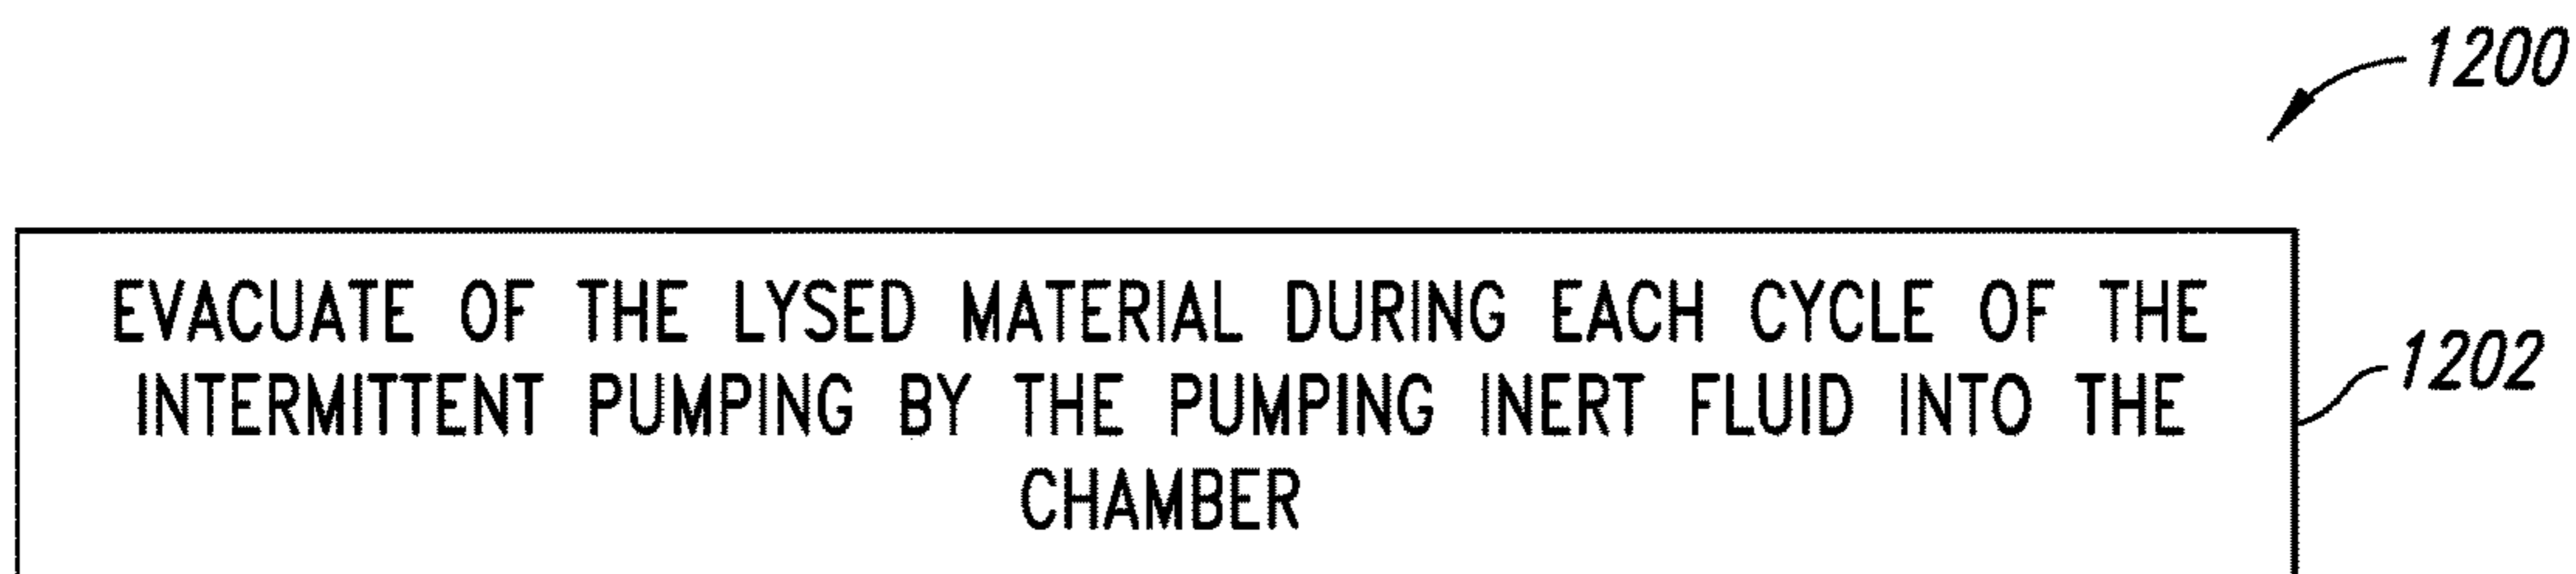 1200
EVACUATE OF THE LYSED MATERIAL DURING EACH CYCLE OF THE
INTERMITTENT PUMPING BY THE PUMPING INERT FLUID INTO THE
CHAMBER
1202